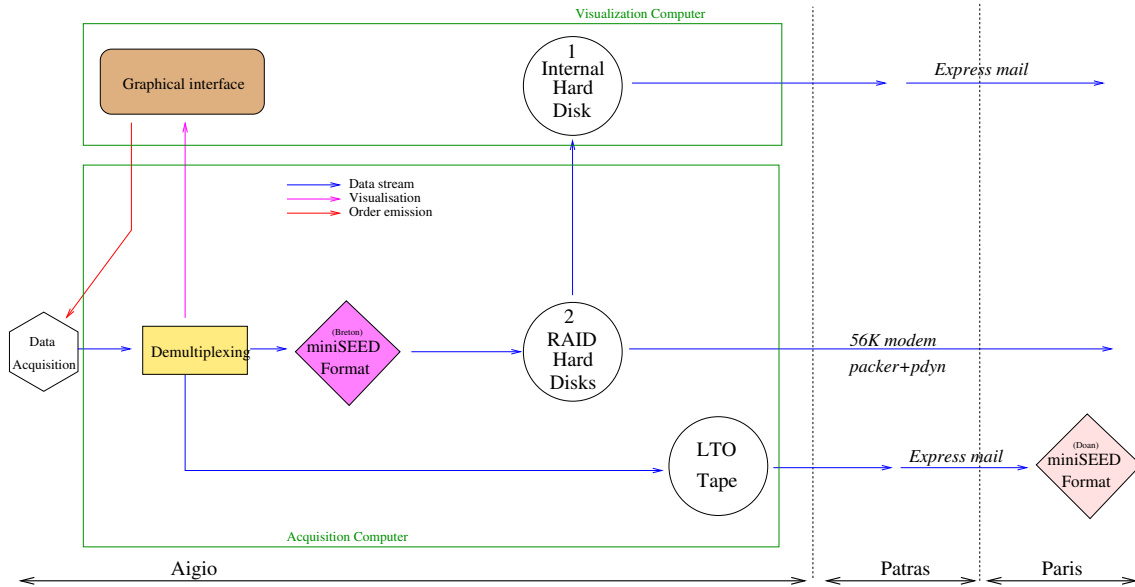 Visualization Computer
Graphical interface
1
Internal
Hard
Disk
Express mail
Data stream
Visualisation
Order emission
Data
Acquisition
Demultiplexing
(Breton)
miniSEED
Format
2
RAID
Hard
Disks
56K modem
packer+pdyn
LTO
Tape
Express mail
(Doan)
miniSEED
Format
Acquisition Computer
Aigio
Patras
Paris